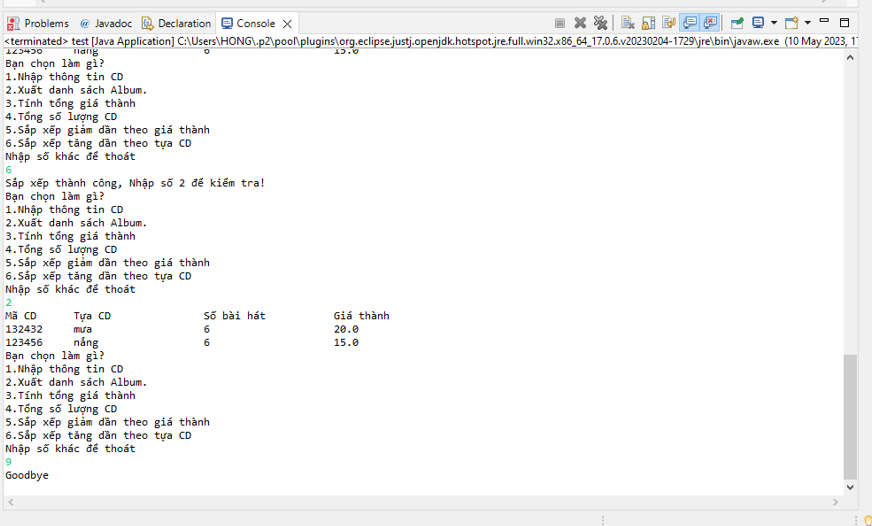 Problems @ Javadoc Declaration Console
<terminated> test [Java Application] C:\Users\HONG\.p2\pool\plugins\org.eclipse.justj.openjdk.hotspot.jre.full.win32.x86_64_17.0.6.v20230204-1729\jre\bin\javaw.exe (10 May 2023, 17
123456 nắng 6 15.0
Bạn chọn làm gì?
1.Nhập thông tin CD
2.Xuất danh sách Album.
3.Tính tổng giá thành
4.Tổng số lượng CD
5.Sắp xếp giảm dần theo giá thành
6.Sắp xếp tăng dần theo tựa CD
Nhập số khác để thoát
6
Sắp xếp thành công, Nhập số 2 để kiểm tra!
Bạn chọn làm gì?
1.Nhập thông tin CD
2.Xuất danh sách Album.
3.Tính tổng giá thành
4.Tổng số lượng CD
5.Sắp xếp giảm dần theo giá thành
6.Sắp xếp tăng dần theo tựa CD
Nhập số khác để thoát
2
Mã CD Tựa CD Số bài hát Giá thành
132432 mưa 6 20.0
123456 nắng 6 15.0
Bạn chọn làm gì?
1.Nhập thông tin CD
2.Xuất danh sách Album.
3.Tính tổng giá thành
4.Tổng số lượng CD
5.Sắp xếp giảm dần theo giá thành
6.Sắp xếp tăng dần theo tựa CD
Nhập số khác để thoát
9
Goodbye